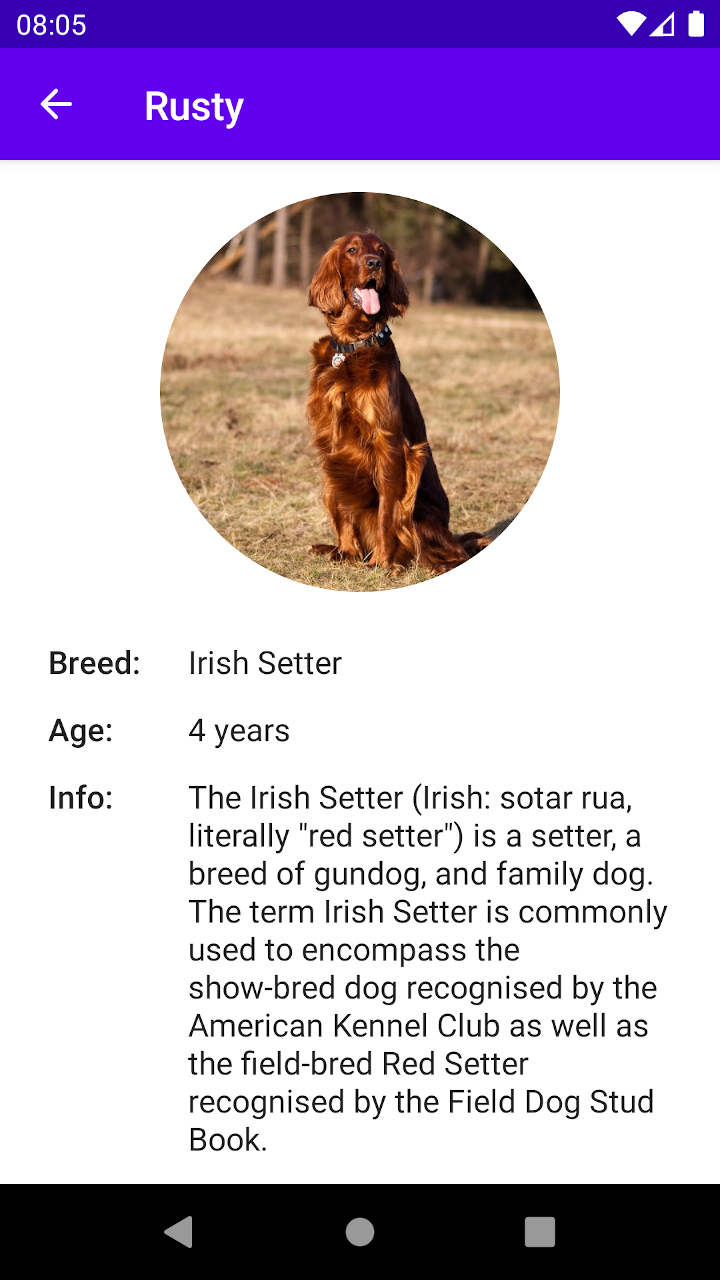 08:05
Rusty
Breed: Irish Setter
Age: 4 years
Info: The Irish Setter (Irish: sotar rua,
literally "red setter") is a setter, a
breed of gundog, and family dog.
The term Irish Setter is commonly
used to encompass the
show-bred dog recognised by the
American Kennel Club as well as
the field-bred Red Setter
recognised by the Field Dog Stud
Book.